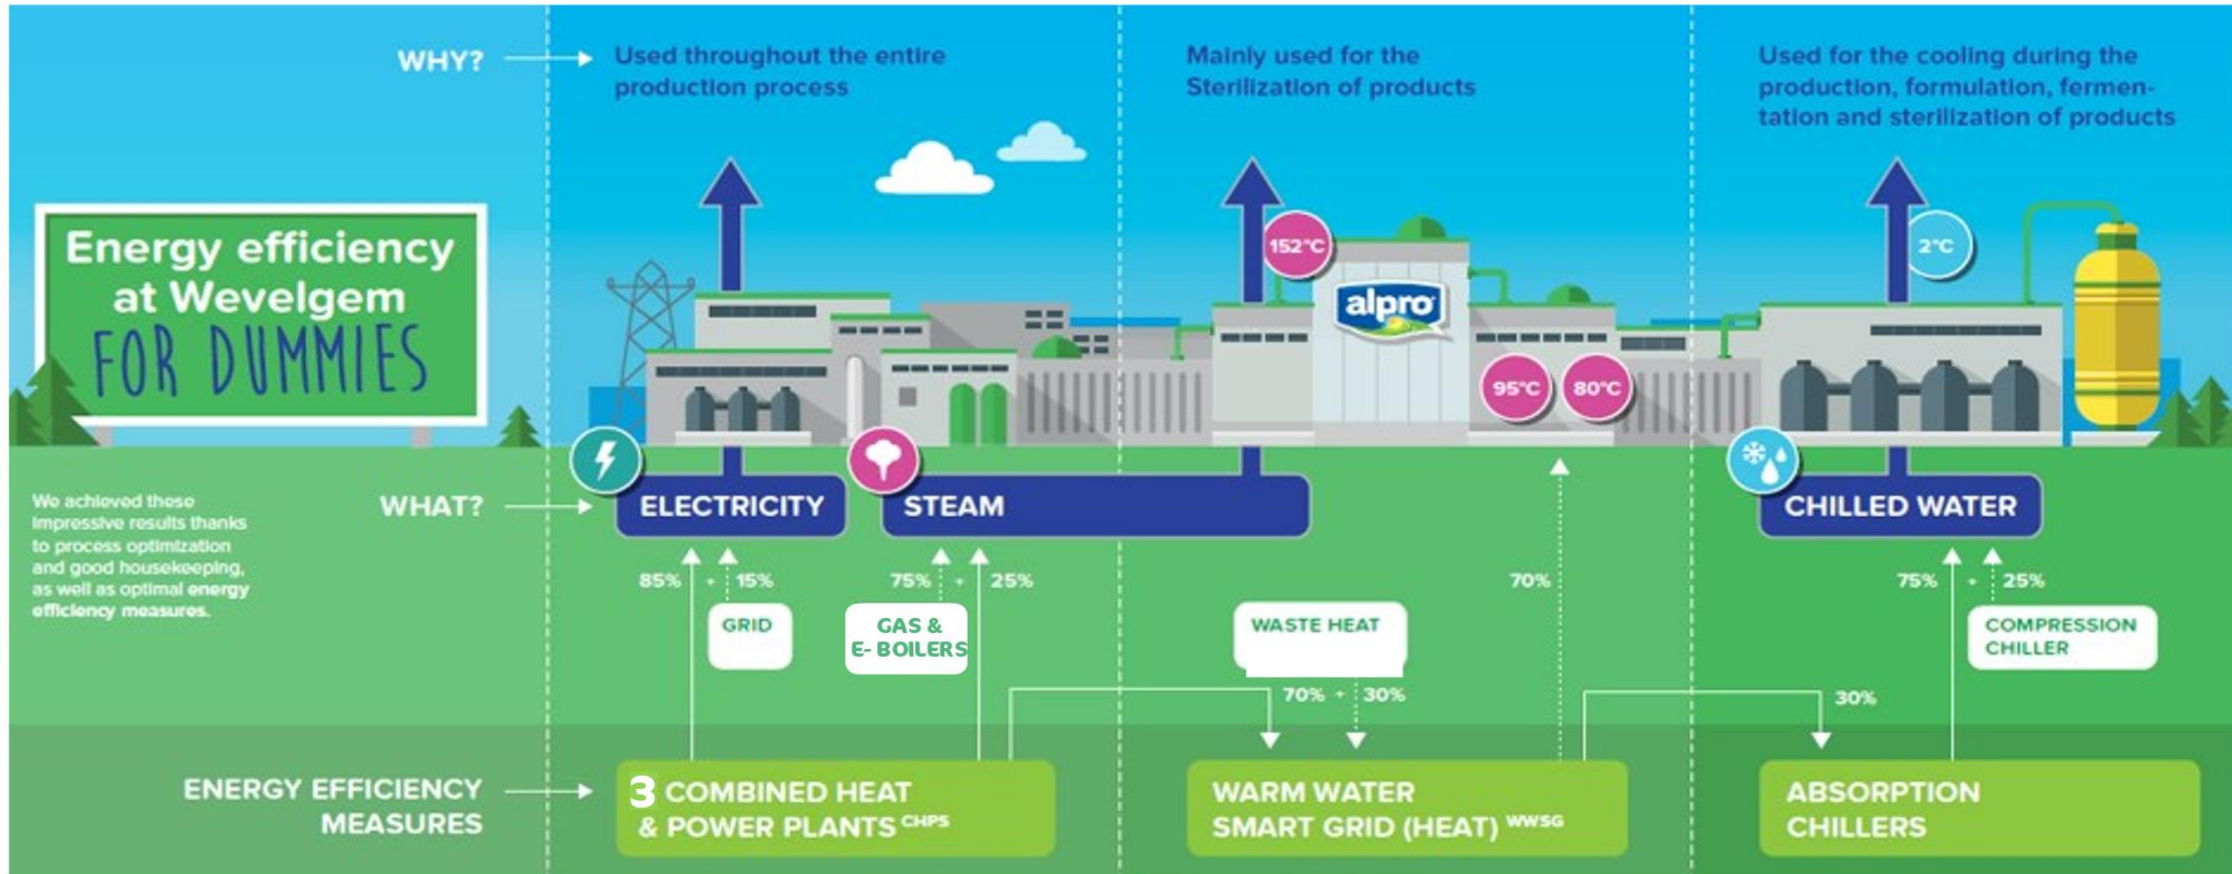 WHY?
Used throughout the entire
production process
Mainly used for the
Sterilization of products
Used for the cooling during the
production, formulation, fermen-
tation and sterilization of products
Energy efficiency
at Wevelgem
FOR DUMMIES
152°C
2°C
alpro
95°C
80°C
We achieved these
impressive results thanks
to process optimization
and good housekeeping,
as well as optimal energy
efficiency measures.
WHAT?
ELECTRICITY
STEAM
CHILLED WATER
85% + 15%
75% + 25%
70%
75% + 25%
GRID
GAS &
E- BOILERS
WASTE HEAT
COMPRESSION
CHILLER
70% + 30%
30%
ENERGY EFFICIENCY
MEASURES
3 COMBINED HEAT
& POWER PLANTS CHPS
WARM WATER
SMART GRID (HEAT) WWSG
ABSORPTION
CHILLERS